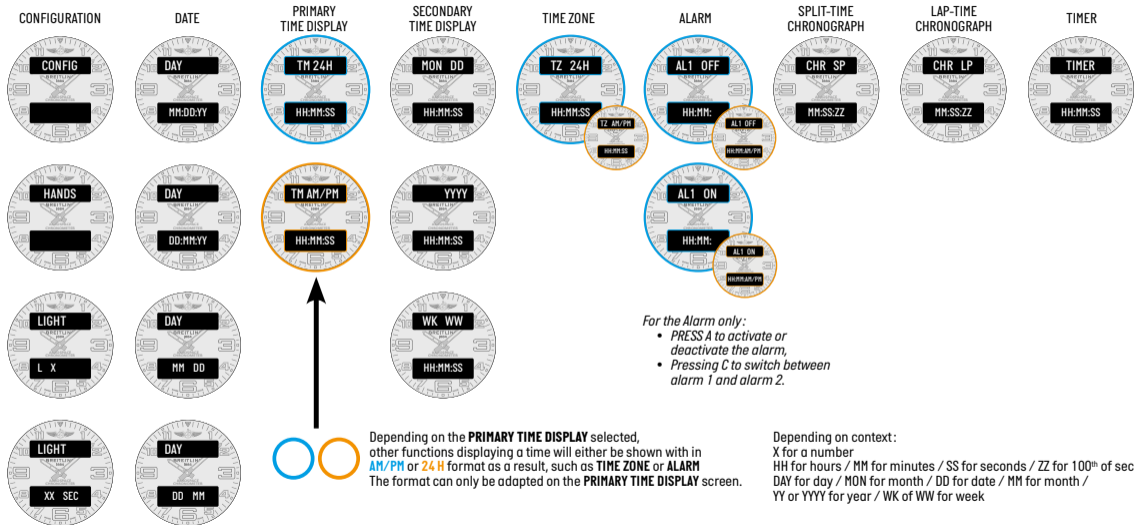 CONFIGURATION
DATE
PRIMARY
TIME DISPLAY
SECONDARY
TIME DISPLAY
TIME ZONE
ALARM
SPLIT-TIME
CHRONOGRAPH
LAP-TIME
CHRONOGRAPH
TIMER
CONFIG
DAY
MM:DD:YY
TM 24H
HH:MM:SS
MON DD
HH:MM:SS
TZ 24H
HH:MM:SS
TZ AM/PM
HH:MM:SS
AL1 OFF
HH:MM:
AL1 OFF
HH:MM:AM/PM
CHR SP
MM:SS:ZZ
CHR LP
MM:SS:ZZ
TIMER
HH:MM:SS
HANDS
DAY
DD:MM:YY
TM AM/PM
HH:MM:SS
YYYY
HH:MM:SS
AL1 ON
HH:MM:
AL1 ON
HH:MM:AM/PM
LIGHT
L X
DAY
MM DD
WK WW
HH:MM:SS
For the Alarm only:
• PRESS A to activate or
deactivate the alarm,
• Pressing C to switch between
alarm 1 and alarm 2.
LIGHT
XX SEC
DAY
DD MM
Depending on the PRIMARY TIME DISPLAY selected,
other functions displaying a time will either be shown with in
AM/PM or 24 H format as a result, such as TIME ZONE or ALARM
The format can only be adapted on the PRIMARY TIME DISPLAY screen.
Depending on context:
X for a number
HH for hours / MM for minutes / SS for seconds / ZZ for 100th of sec
DAY for day / MON for month / DD for date / MM for month /
YY or YYYY for year / WK of WW for week